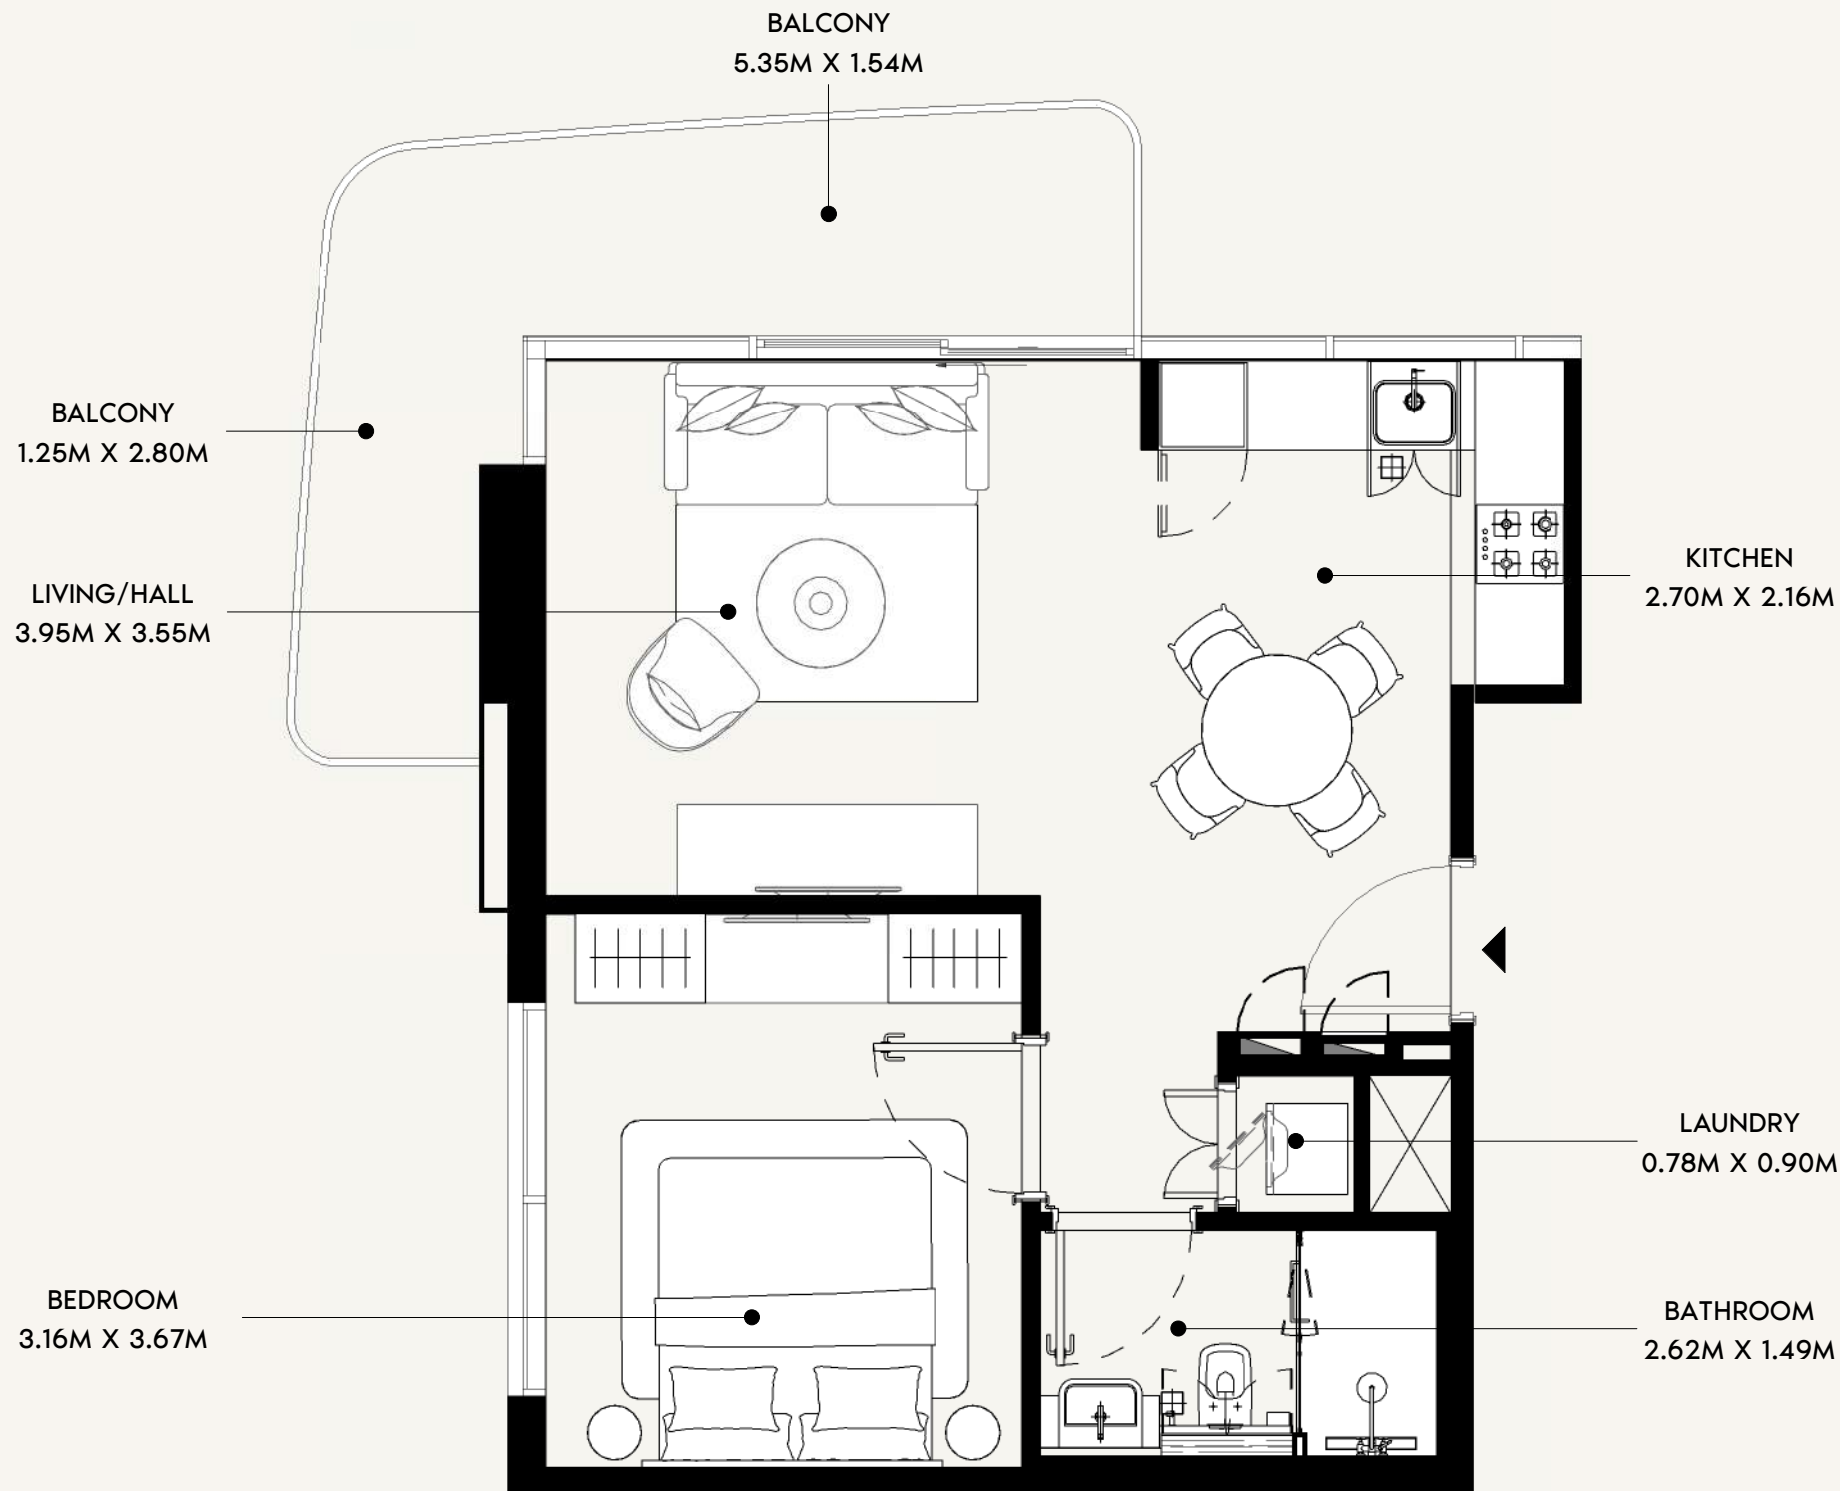 BALCONY
5.35M X 1.54M
BALCONY
1.25M X 2.80M
LIVING/HALL
3.95M X 3.55M
KITCHEN
2.70M X 2.16M
LAUNDRY
0.78M X 0.90M
BEDROOM
3.16M X 3.67M
BATHROOM
2.62M X 1.49M